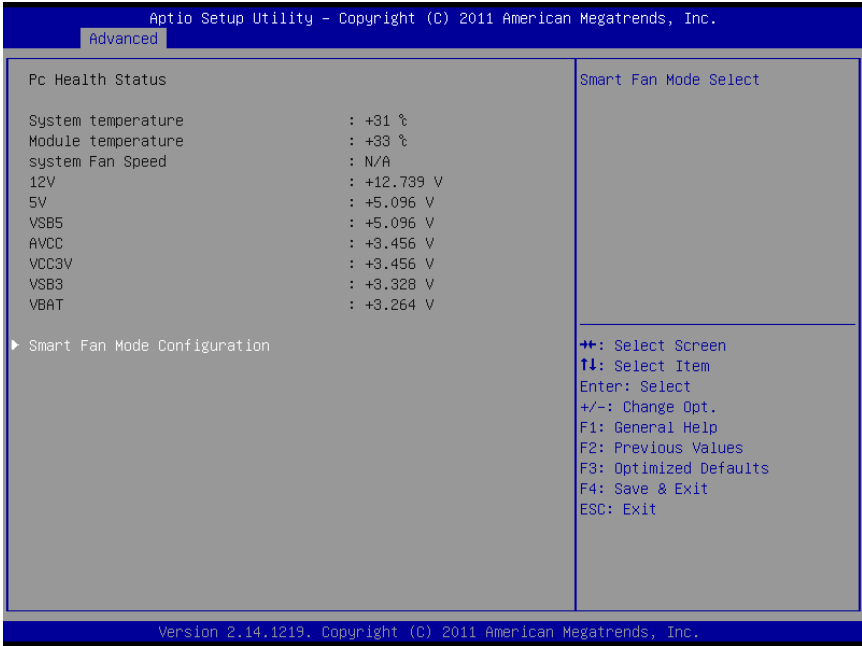 Aptio Setup Utility – Copyright (C) 2011 American Megatrends, Inc.
Advanced
Pc Health Status
System temperature : +31 ℃
Module temperature : +33 ℃
system Fan Speed : N/A
12V : +12.739 V
5V : +5.096 V
VSB5 : +5.096 V
AVCC : +3.456 V
VCC3V : +3.456 V
VSB3 : +3.328 V
VBAT : +3.264 V
▶ Smart Fan Mode Configuration
Smart Fan Mode Select
→←: Select Screen
↑↓: Select Item
Enter: Select
+/-: Change Opt.
F1: General Help
F2: Previous Values
F3: Optimized Defaults
F4: Save & Exit
ESC: Exit
Version 2.14.1219. Copyright (C) 2011 American Megatrends, Inc.